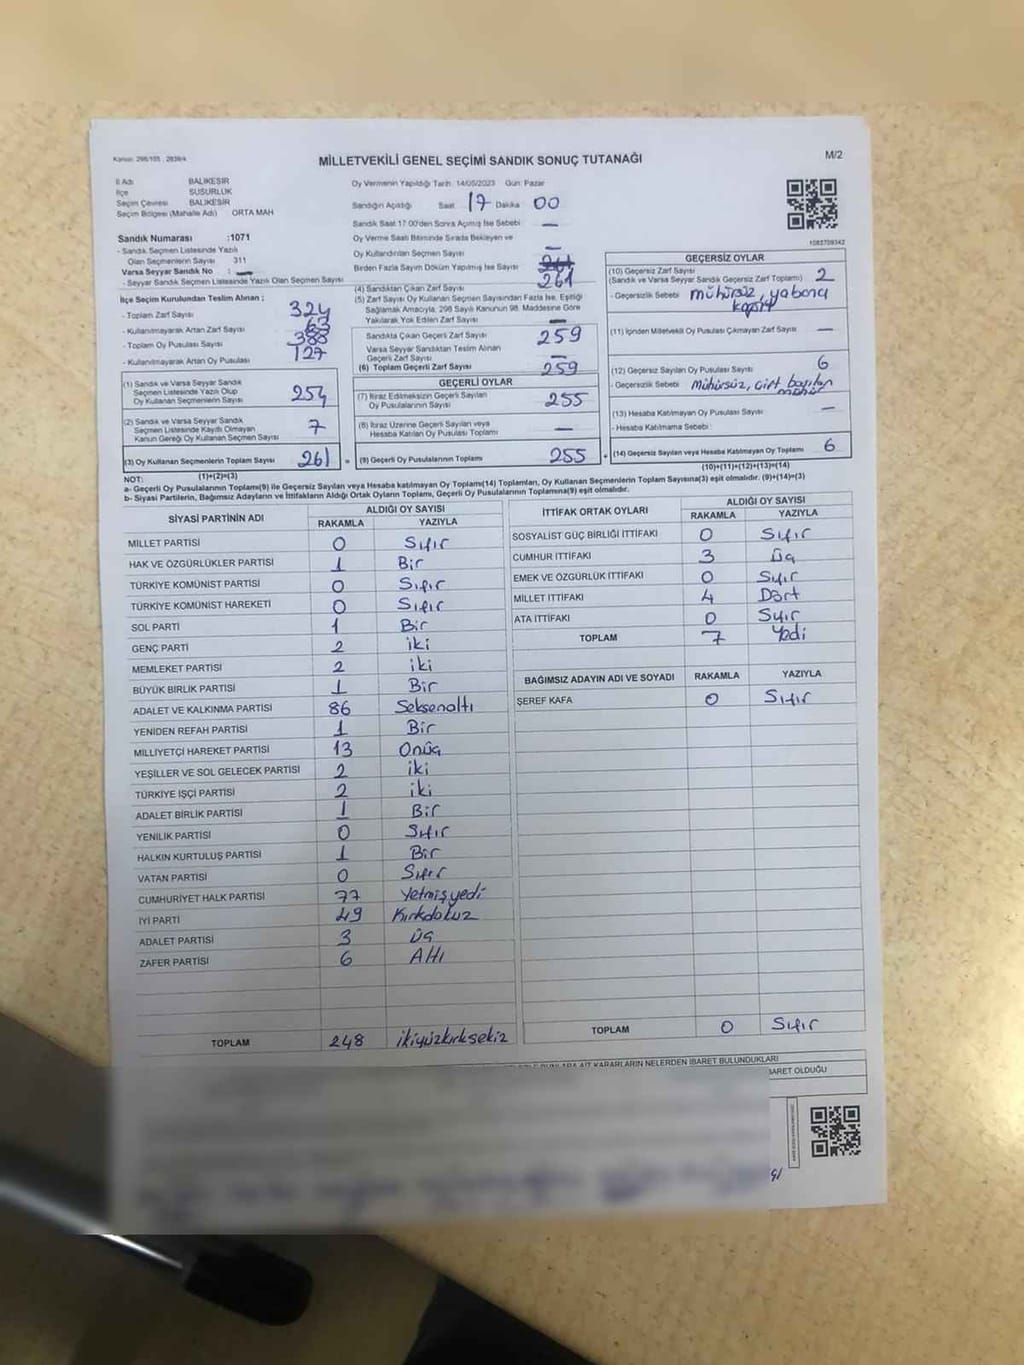 Kanun: 298/105 ; 2839/k
MİLLETVEKİLİ GENEL SEÇİMİ SANDIK SONUÇ TUTANAĞI
M/2
İl Adı BALIKESİR
İlçe SUSURLUK
Seçim Çevresi BALIKESİR
Seçim Bölgesi (Mahalle Adı) ORTA MAH
Sandık Numarası :1071
- Sandık Seçmen Listesinde Yazılı
Olan Seçmenlerin Sayısı 311
Varsa Seyyar Sandık No : —
- Seyyar Sandık Seçmen Listesinde Yazılı Olan Seçmen Sayısı
İlçe Seçim Kurulundan Teslim Alınan ;
- Toplam Zarf Sayısı 324
- Kullanılmayarak Artan Zarf Sayısı 63
- Toplam Oy Pusulası Sayısı 388
- Kullanılmayarak Artan Oy Pusulası 127
(1) Sandık ve Varsa Seyyar Sandık
Seçmen Listesinde Yazılı Olup
Oy Kullanan Seçmenlerin Sayısı 254
(2) Sandık ve Varsa Seyyar Sandık
Seçmen Listesinde Kayıtlı Olmayan
Kanun Gereği Oy Kullanan Seçmen Sayısı 7
(3) Oy Kullanan Seçmenlerin Toplam Sayısı 261
(1)+(2)=(3)
Oy Vermenin Yapıldığı Tarih: 14/05/2023 Gün: Pazar
Sandığın Açıldığı Saat 17 Dakika 00
Sandık Saat 17:00'den Sonra Açılmış İse Sebebi —
Oy Verme Saati Bitiminde Sırada Bekleyen ve
Oy Kullandırılan Seçmen Sayısı —
Birden Fazla Sayım Döküm Yapılmış İse Sayısı
(4) Sandıktan Çıkan Zarf Sayısı 261
(5) Zarf Sayısı Oy Kullanan Seçmen Sayısından Fazla İse, Eşitliği
Sağlamak Amacıyla, 298 Sayılı Kanunun 98. Maddesine Göre
Yakılarak Yok Edilen Zarf Sayısı —
Sandıkta Çıkan Geçerli Zarf Sayısı 259
Varsa Seyyar Sandıktan Teslim Alınan
Geçerli Zarf Sayısı —
(6) Toplam Geçerli Zarf Sayısı 259
GEÇERLİ OYLAR
(7) İtiraz Edilmeksizin Geçerli Sayılan
Oy Pusulalarının Sayısı 255
(8) İtiraz Üzerine Geçerli Sayılan veya
Hesaba Katılan Oy Pusulası Toplamı —
= (9) Geçerli Oy Pusulalarının Toplamı 255
1083709342
GEÇERSİZ OYLAR
(10) Geçersiz Zarf Sayısı
(Sandık ve Varsa Seyyar Sandık Geçersiz Zarf Toplamı) 2
- Geçersizlik Sebebi mühürsüz, yabancı
(11) İçinden Milletvekili Oy Pusulası Çıkmayan Zarf Sayısı —
(12) Geçersiz Sayılan Oy Pusulası Sayısı 6
- Geçersizlik Sebebi Mühürsüz, Çift basılan
mühür
(13) Hesaba Katılmayan Oy Pusulası Sayısı —
- Hesaba Katılmama Sebebi
+ (14) Geçersiz Sayılan veya Hesaba Katılmayan Oy Toplamı 6
(10)+(11)+(12)+(13)=(14)
NOT:
a- Geçerli Oy Pusulalarının Toplamı(9) ile Geçersiz Sayılan veya Hesaba katılmayan Oy Toplamı(14) Toplamları, Oy Kullanan Seçmenlerin Toplam Sayısına(3) eşit olmalıdır. (9)+(14)=(3)
b- Siyasi Partilerin, Bağımsız Adayların ve İttifakların Aldığı Ortak Oyların Toplamı, Geçerli Oy Pusulalarının Toplamına(9) eşit olmalıdır.
SİYASİ PARTİNİN ADI ALDIĞI OY SAYISI
RAKAMLA YAZIYLA
MİLLET PARTİSİ 0 Sıfır
HAK VE ÖZGÜRLÜKLER PARTİSİ 1 Bir
TÜRKİYE KOMÜNİST PARTİSİ 0 Sıfır
TÜRKİYE KOMÜNİST HAREKETİ 0 Sıfır
SOL PARTİ 1 Bir
GENÇ PARTİ 2 iki
MEMLEKET PARTİSİ 2 iki
BÜYÜK BİRLİK PARTİSİ 1 Bir
ADALET VE KALKINMA PARTİSİ 86 Seksenaltı
YENİDEN REFAH PARTİSİ 1 Bir
MİLLİYETÇİ HAREKET PARTİSİ 13 Onüç
YEŞİLLER VE SOL GELECEK PARTİSİ 2 iki
TÜRKİYE İŞÇİ PARTİSİ 2 iki
ADALET BİRLİK PARTİSİ 1 Bir
YENİLİK PARTİSİ 0 Sıfır
HALKIN KURTULUŞ PARTİSİ 1 Bir
VATAN PARTİSİ 0 Sıfır
CUMHURİYET HALK PARTİSİ 77 Yetmişyedi
İYİ PARTİ 49 Kırkdokuz
ADALET PARTİSİ 3 üç
ZAFER PARTİSİ 6 Altı
TOPLAM 248 ikiyüzkırksekiz
İTTİFAK ORTAK OYLARI ALDIĞI OY SAYISI
RAKAMLA YAZIYLA
SOSYALİST GÜÇ BİRLİĞİ İTTİFAKI 0 Sıfır
CUMHUR İTTİFAKI 3 üç
EMEK VE ÖZGÜRLÜK İTTİFAKI 0 Sıfır
MİLLET İTTİFAKI 4 Dört
ATA İTTİFAKI 0 Sıfır
TOPLAM 7 Yedi
BAĞIMSIZ ADAYIN ADI VE SOYADI RAKAMLA YAZIYLA
ŞEREF KAFA 0 Sıfır
TOPLAM 0 Sıfır
AİT KARARLARIN NELERDEN İBARET BULUNDUKLARI
BARET OLDUĞU